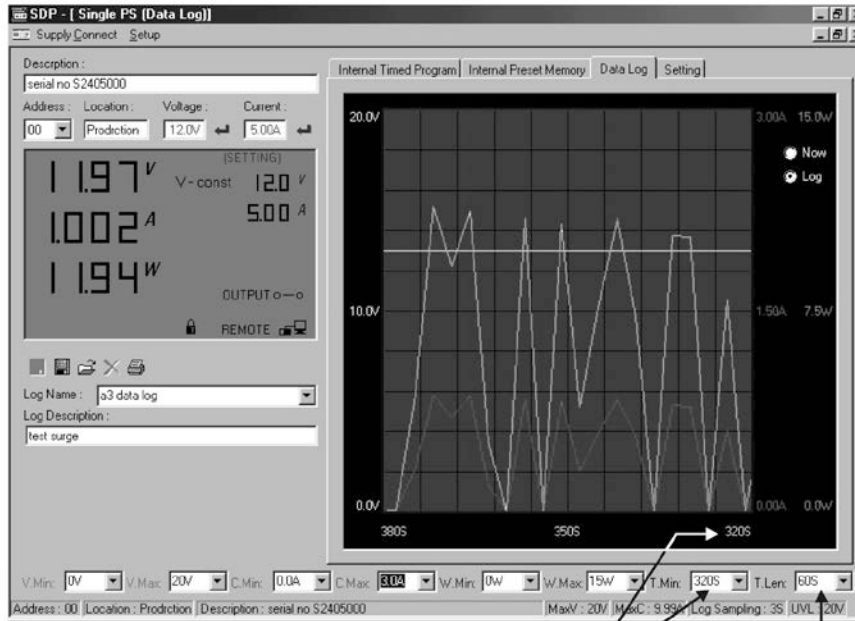 SDP - [ Single PS (Data Log)]
Supply Connect Setup
Descrption :
serial no S2405000
Address : Location : Voltage : Current :
00 Prodrction 12.0V 5.00A
(SETTING)
11.97 V V-const 12.0 V
1.002 A 5.00 A
11.94 W
OUTPUT
REMOTE
Log Name : a3 data log
Log Description :
test surge
Internal Timed Program Internal Preset Memory Data Log Setting
20.0V 3.00A 15.0W
Now
Log
10.0V 1.50A 7.5W
0.0V 0.00A 0.0W
380S 350S 320S
V.Min: 0V V.Max: 20V C.Min: 0.0A C.Max: 3.0A W.Min: 0W W.Max: 15W T.Min: 320S T.Len: 60S
Address : 00 Location : Prodrction Description : serial no S2405000 MaxV : 20V MaxC : 9.99A Log Sampling : 3S UVL : 20V